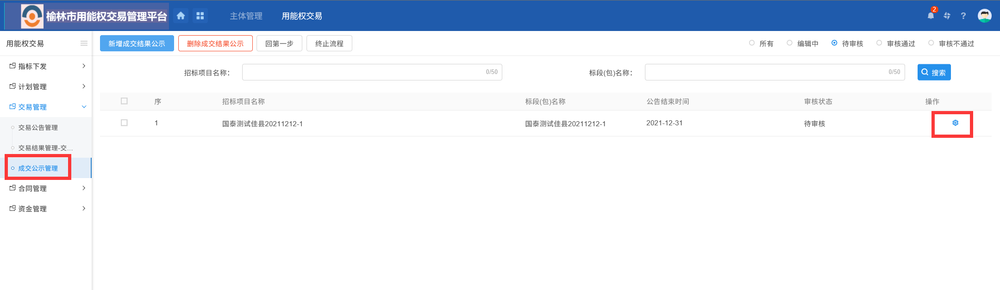 榆林市用能权交易管理平台
主体管理
用能权交易
2
?
用能权交易
新增成交结果公示
删除成交结果公示
回第一步
终止流程
所有
编辑中
待审核
审核通过
审核不通过
指标下发
计划管理
交易管理
交易公告管理
交易结果管理-交...
成交公示管理
合同管理
资金管理
招标项目名称：
0/50
标段(包)名称：
0/50
搜索
序 招标项目名称 标段(包)名称 公告结束时间 审核状态 操作
1 国泰测试佳县20211212-1 国泰测试佳县20211212-1 2021-12-31 待审核